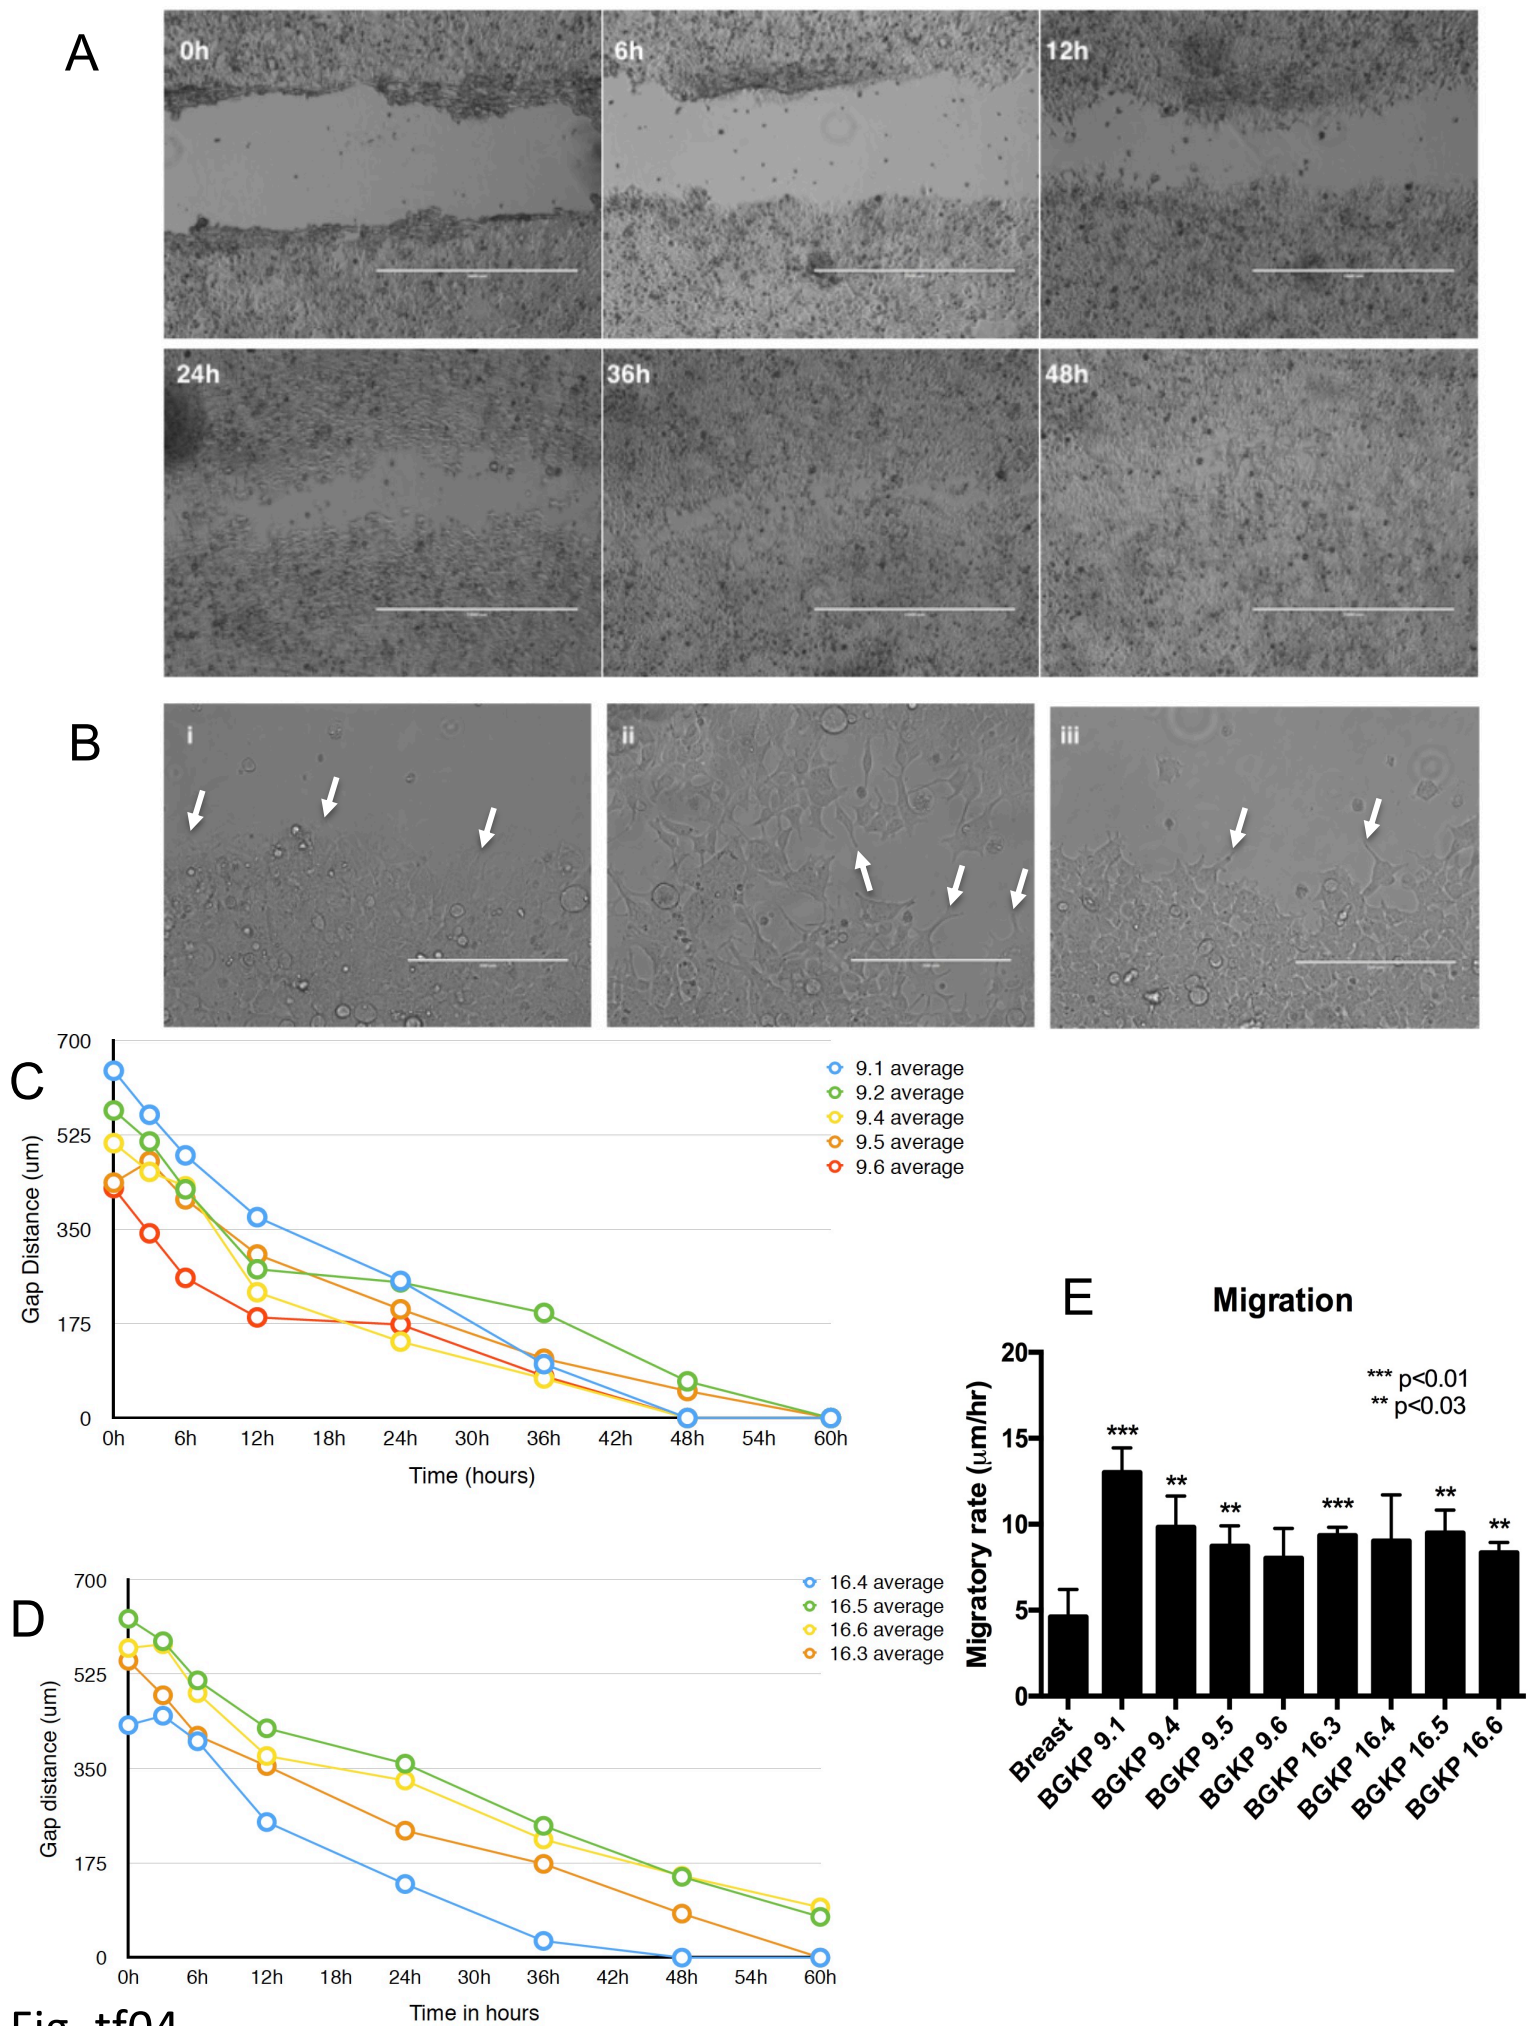 A
0h
6h
12h
24h
36h
48h
B
i
ii
iii
C
700
525
350
175
0
Gap Distance (um)
0h 6h 12h 18h 24h 30h 36h 42h 48h 54h 60h
Time (hours)
9.1 average
9.2 average
9.4 average
9.5 average
9.6 average
D
700
525
350
175
0
Gap distance (um)
0h 6h 12h 18h 24h 30h 36h 42h 48h 54h 60h
Time in hours
16.4 average
16.5 average
16.6 average
16.3 average
E
Migration
*** p<0.01
** p<0.03
20
15
10
5
0
Migratory rate (μm/hr)
***
**
**
***
**
**
Breast
BGKP 9.1
BGKP 9.4
BGKP 9.5
BGKP 9.6
BGKP 16.3
BGKP 16.4
BGKP 16.5
BGKP 16.6
Fig. tf04